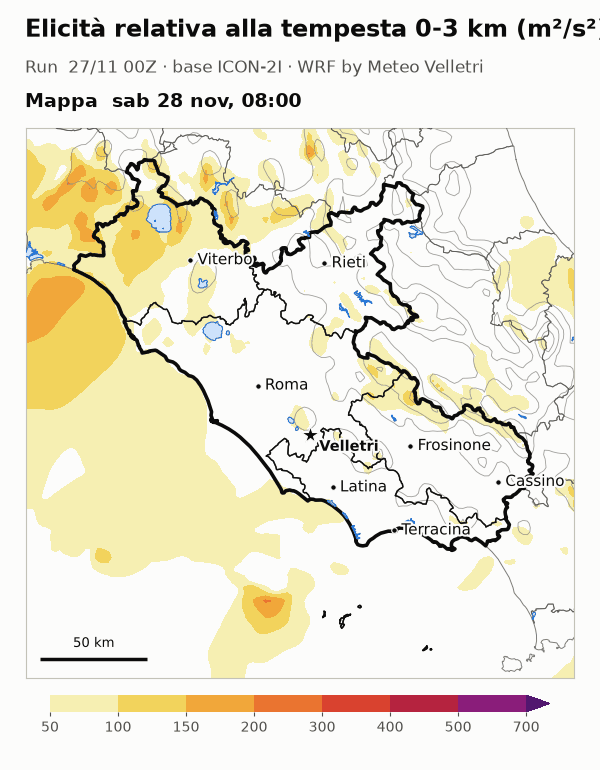 Elicità relativa alla tempesta 0-3 km (m²/s²)
Run  27/11 00Z · base ICON-2I · WRF by Meteo Velletri
Mappa  sab 28 nov, 08:00
Viterbo
Rieti
Roma
Velletri
Frosinone
Cassino
Latina
Terracina
50 km
50 100 150 200 300 400 500 700